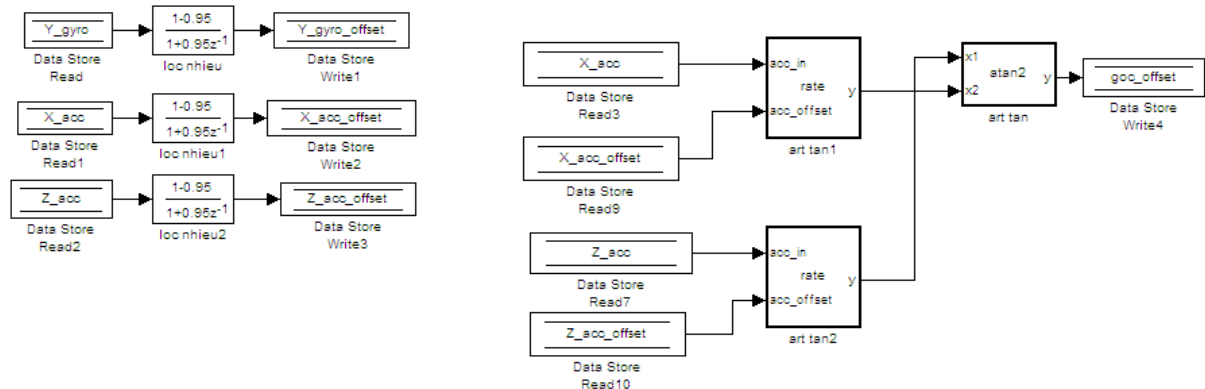 Y_gyro
1-0.95
1+0.95z-1
Y_gyro_offset
Data Store
Read
loc nhieu
Data Store
Write1
X_acc
1-0.95
1+0.95z-1
X_acc_offset
Data Store
Read1
loc nhieu1
Data Store
Write2
Z_acc
1-0.95
1+0.95z-1
Z_acc_offset
Data Store
Read2
loc nhieu2
Data Store
Write3
X_acc
Data Store
Read3
X_acc_offset
Data Store
Read9
acc_in
rate
y
acc_offset
art tan1
Z_acc
Data Store
Read7
Z_acc_offset
Data Store
Read10
acc_in
rate
y
acc_offset
art tan2
x1
atan2
y
x2
art tan
goc_offset
Data Store
Write4